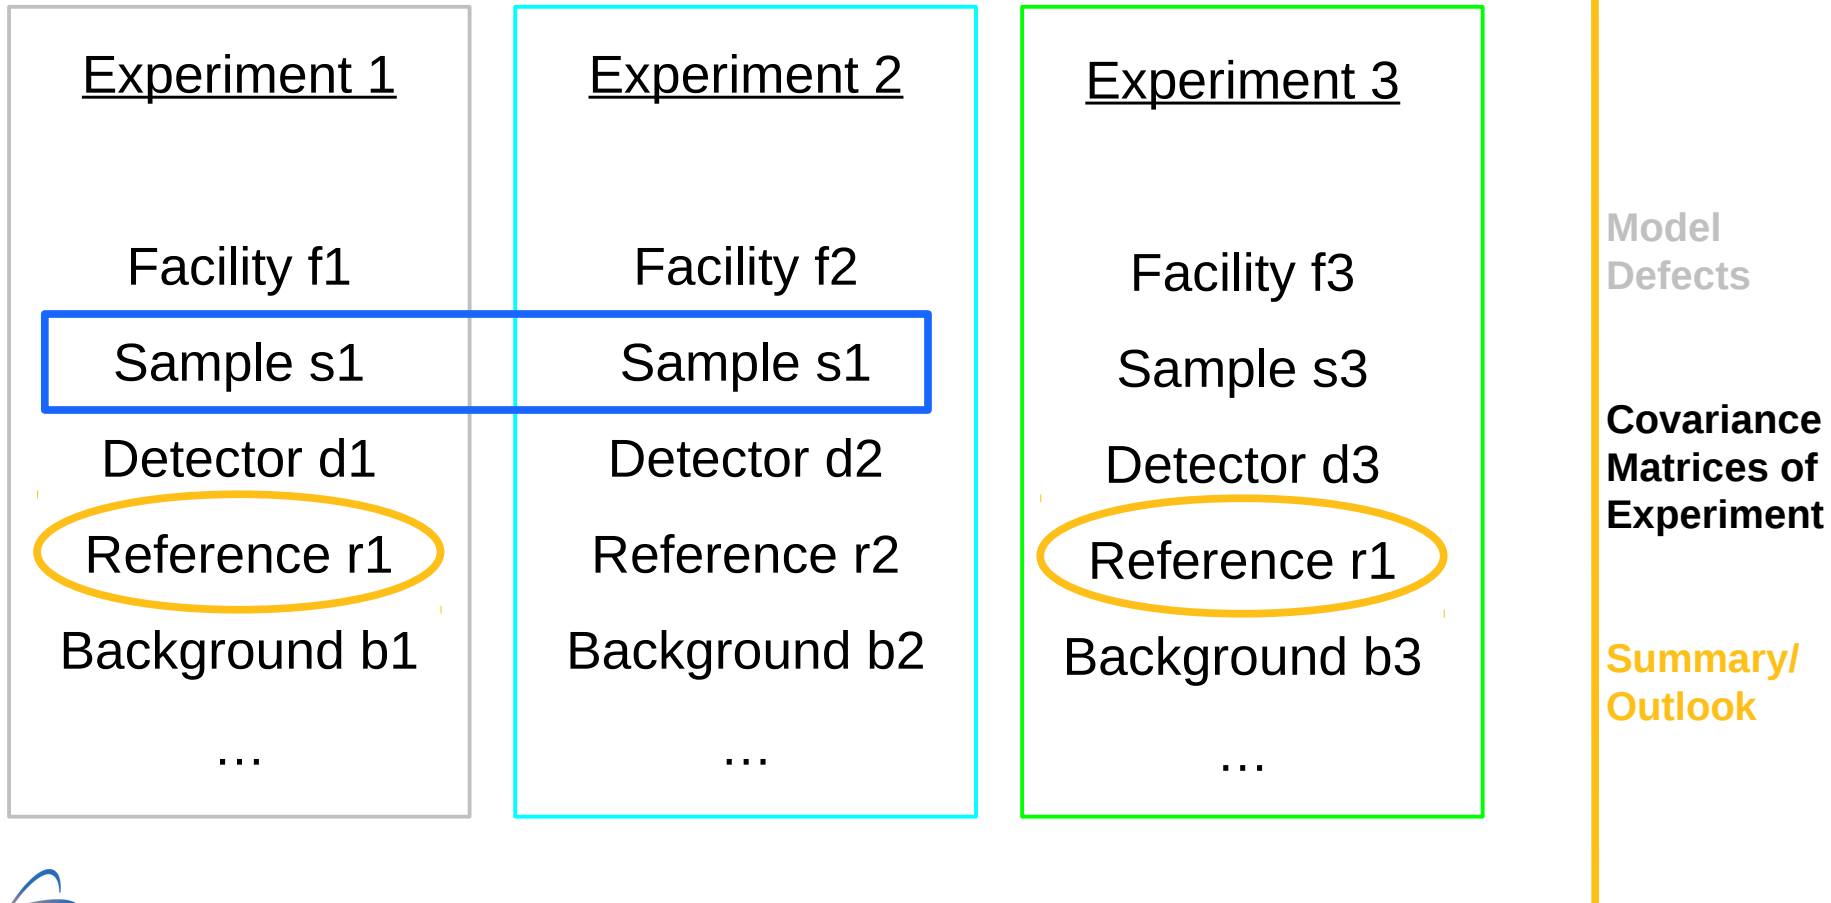 Experiment 1
Facility f1
Sample s1
Detector d1
Reference r1
Background b1
…
Experiment 2
Facility f2
Sample s1
Detector d2
Reference r2
Background b2
…
Experiment 3
Facility f3
Sample s3
Detector d3
Reference r1
Background b3
…
Model
Defects
Covariance
Matrices of
Experiment
Summary/
Outlook